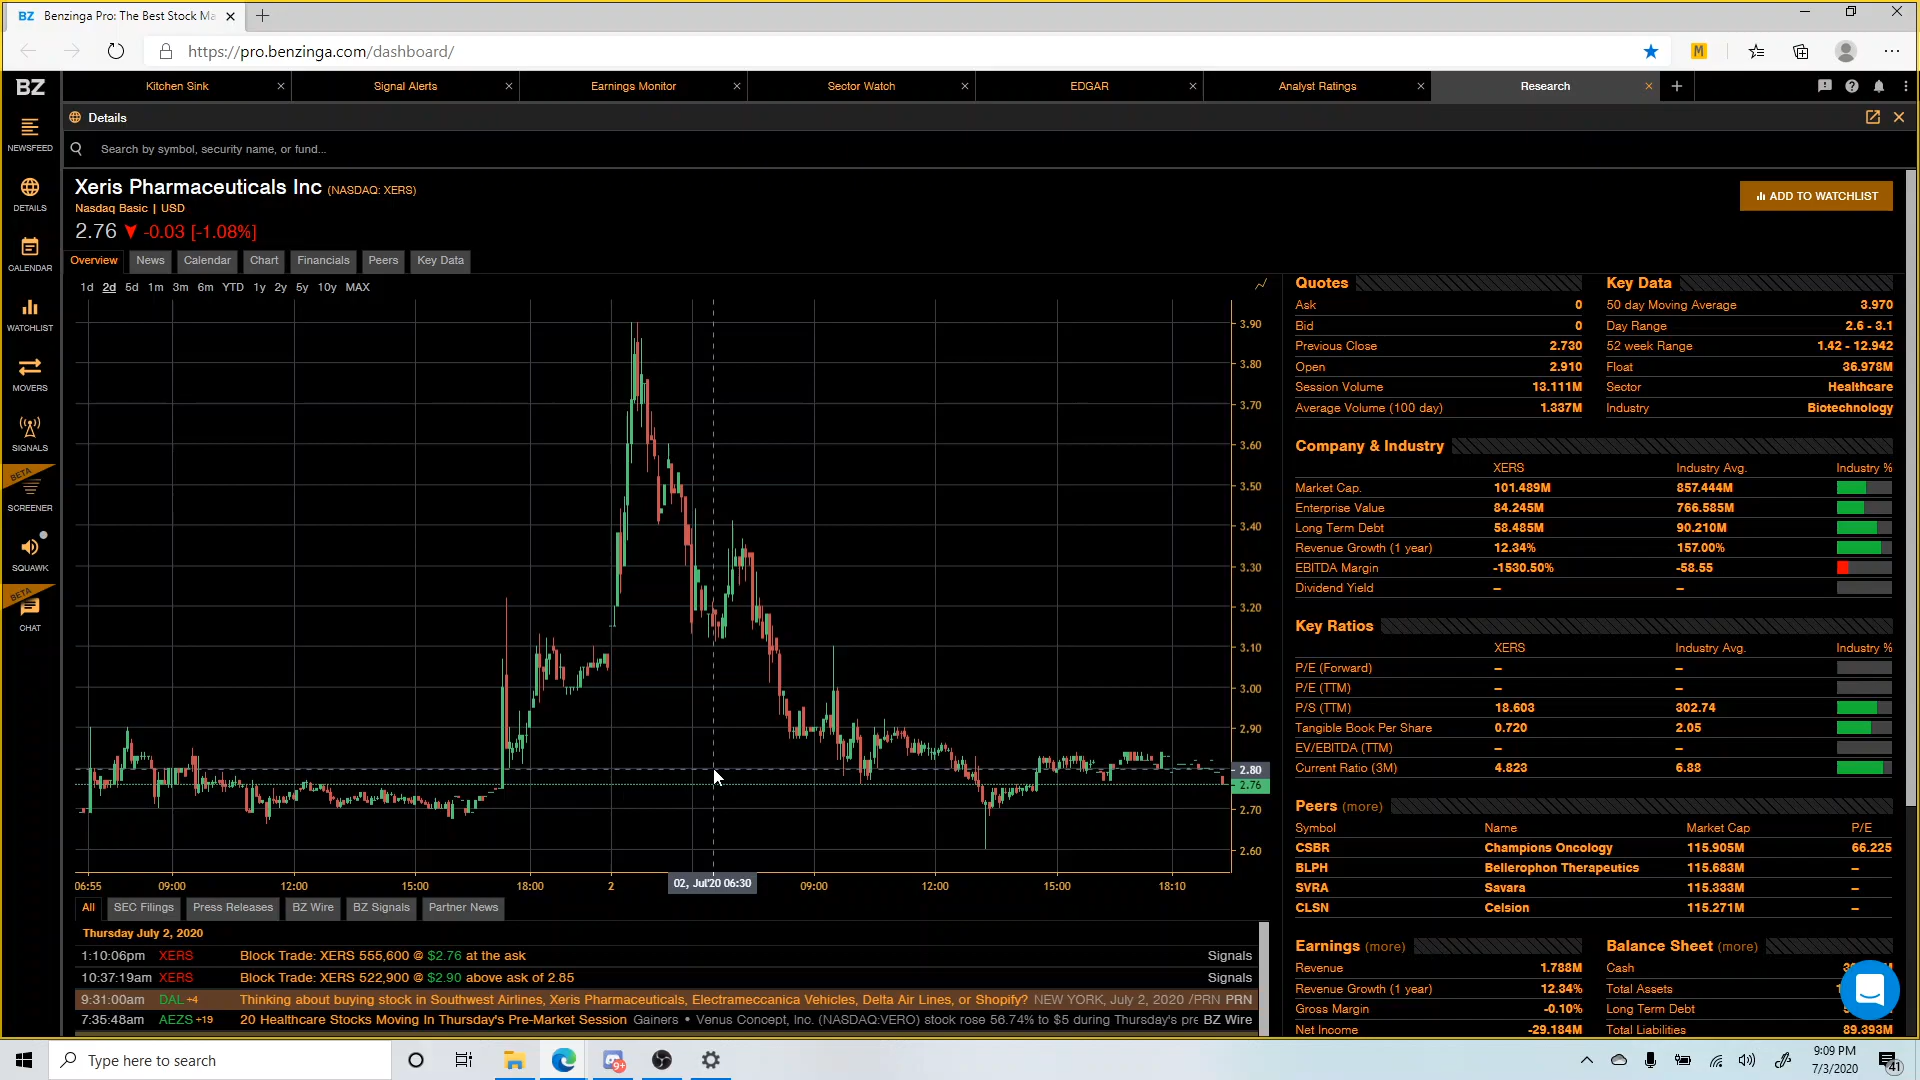 BZ Benzinga Pro: The Best Stock Ma
https://pro.benzinga.com/dashboard/
M
BZ
Kitchen Sink
Signal Alerts
Earnings Monitor
Sector Watch
EDGAR
Analyst Ratings
Research
Details
Search by symbol, security name, or fund...
NEWSFEED
DETAILS
CALENDAR
WATCHLIST
MOVERS
SIGNALS
BETA
SCREENER
SQUAWK
BETA
CHAT
Xeris Pharmaceuticals Inc (NASDAQ: XERS)
Nasdaq Basic | USD
2.76 -0.03 [-1.08%]
ADD TO WATCHLIST
Overview News Calendar Chart Financials Peers Key Data
1d 2d 5d 1m 3m 6m YTD 1y 2y 5y 10y MAX
3.90
3.80
3.70
3.60
3.50
3.40
3.30
3.20
3.10
3.00
2.90
2.80
2.76
2.70
2.60
06:55 09:00 12:00 15:00 18:00 2 02, Jul'20 06:30 09:00 12:00 15:00 18:10
Quotes
Ask 0
Bid 0
Previous Close 2.730
Open 2.910
Session Volume 13.111M
Average Volume (100 day) 1.337M
Key Data
50 day Moving Average 3.970
Day Range 2.6 - 3.1
52 week Range 1.42 - 12.942
Float 36.978M
Sector Healthcare
Industry Biotechnology
Company & Industry
XERS Industry Avg. Industry %
Market Cap. 101.489M 857.444M
Enterprise Value 84.245M 766.585M
Long Term Debt 58.485M 90.210M
Revenue Growth (1 year) 12.34% 157.00%
EBITDA Margin -1530.50% -58.55
Dividend Yield – –
Key Ratios
XERS Industry Avg. Industry %
P/E (Forward) – –
P/E (TTM) – –
P/S (TTM) 18.603 302.74
Tangible Book Per Share 0.720 2.05
EV/EBITDA (TTM) – –
Current Ratio (3M) 4.823 6.88
Peers (more)
Symbol Name Market Cap P/E
CSBR Champions Oncology 115.905M 66.225
BLPH Bellerophon Therapeutics 115.683M –
SVRA Savara 115.333M –
CLSN Celsion 115.271M –
Earnings (more)
Revenue 1.788M
Revenue Growth (1 year) 12.34%
Gross Margin -0.10%
Net Income -29.184M
Balance Sheet (more)
Cash
Total Assets
Long Term Debt
Total Liabilities 89.393M
All SEC Filings Press Releases BZ Wire BZ Signals Partner News
Thursday July 2, 2020
1:10:06pm XERS Block Trade: XERS 555,600 @ $2.76 at the ask Signals
10:37:19am XERS Block Trade: XERS 522,900 @ $2.90 above ask of 2.85 Signals
9:31:00am DAL +4 Thinking about buying stock in Southwest Airlines, Xeris Pharmaceuticals, Electrameccanica Vehicles, Delta Air Lines, or Shopify? NEW YORK, July 2, 2020 /PRN PRN
7:35:48am AEZS +19 20 Healthcare Stocks Moving In Thursday's Pre-Market Session Gainers • Venus Concept, Inc. (NASDAQ:VERO) stock rose 56.74% to $5 during Thursday's pre BZ Wire
Type here to search
9+
9:09 PM
7/3/2020
41